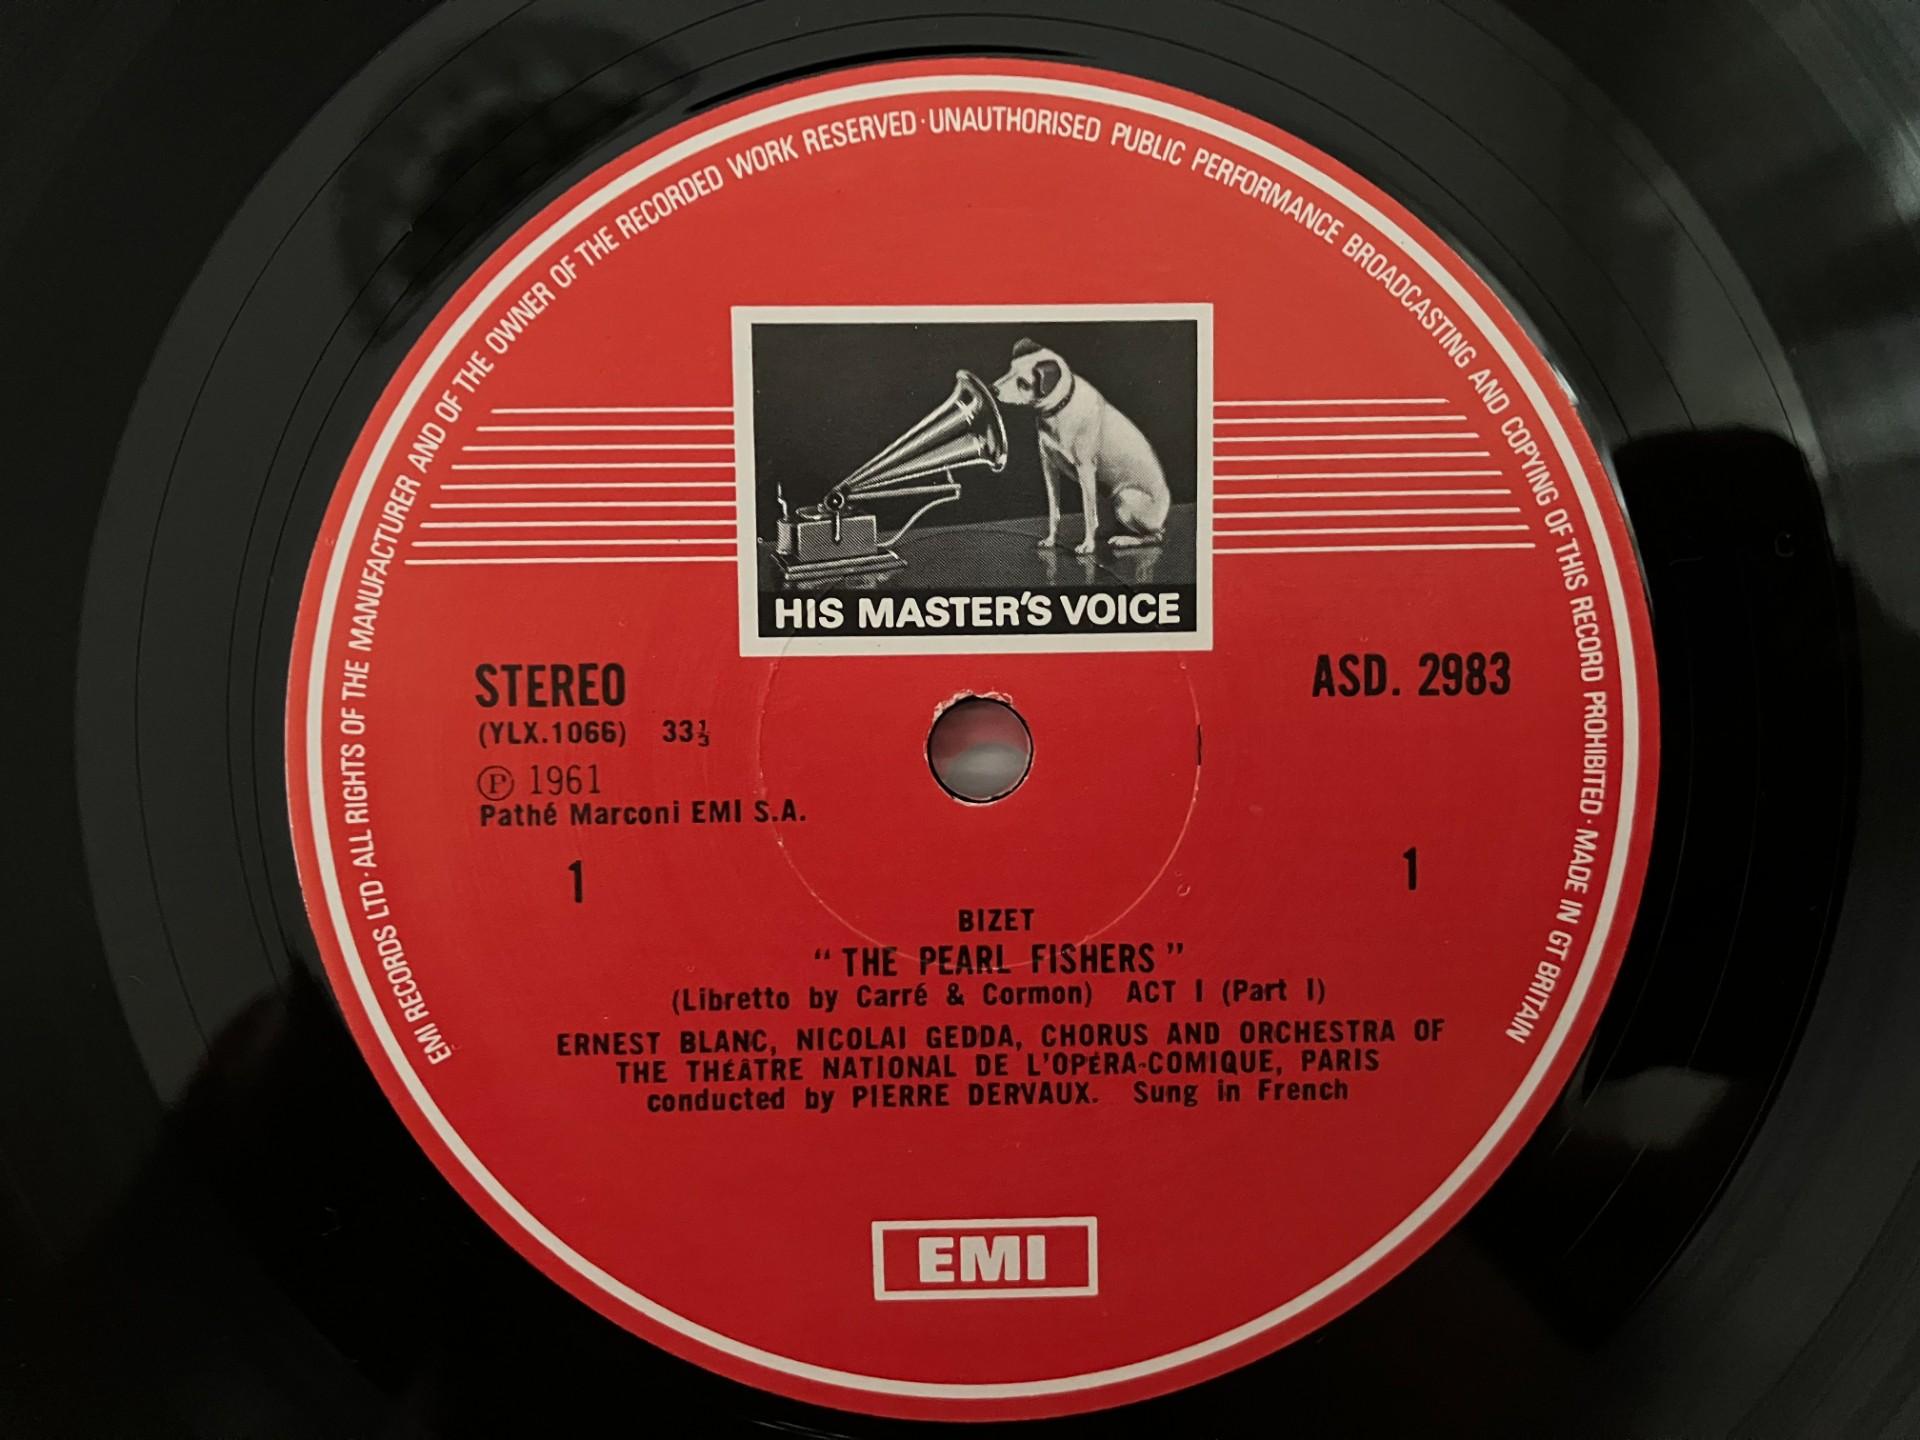 EMI RECORDS LTD · ALL RIGHTS OF THE MANUFACTURER AND OF THE OWNER OF THE RECORDED WORK RESERVED · UNAUTHORISED PUBLIC PERFORMANCE BROADCASTING AND COPYING OF THIS RECORD PROHIBITED · MADE IN GT BRITAIN
HIS MASTER'S VOICE
STEREO
ASD. 2983
(YLX.1066) 33⅓
Ⓟ 1961
Pathé Marconi EMI S.A.
1 1
BIZET
“THE PEARL FISHERS”
(Libretto by Carré & Cormon) ACT I (Part I)
ERNEST BLANC, NICOLAI GEDDA, CHORUS AND ORCHESTRA OF
THE THÉÂTRE NATIONAL DE L'OPÉRA-COMIQUE, PARIS
conducted by PIERRE DERVAUX. Sung in French
EMI